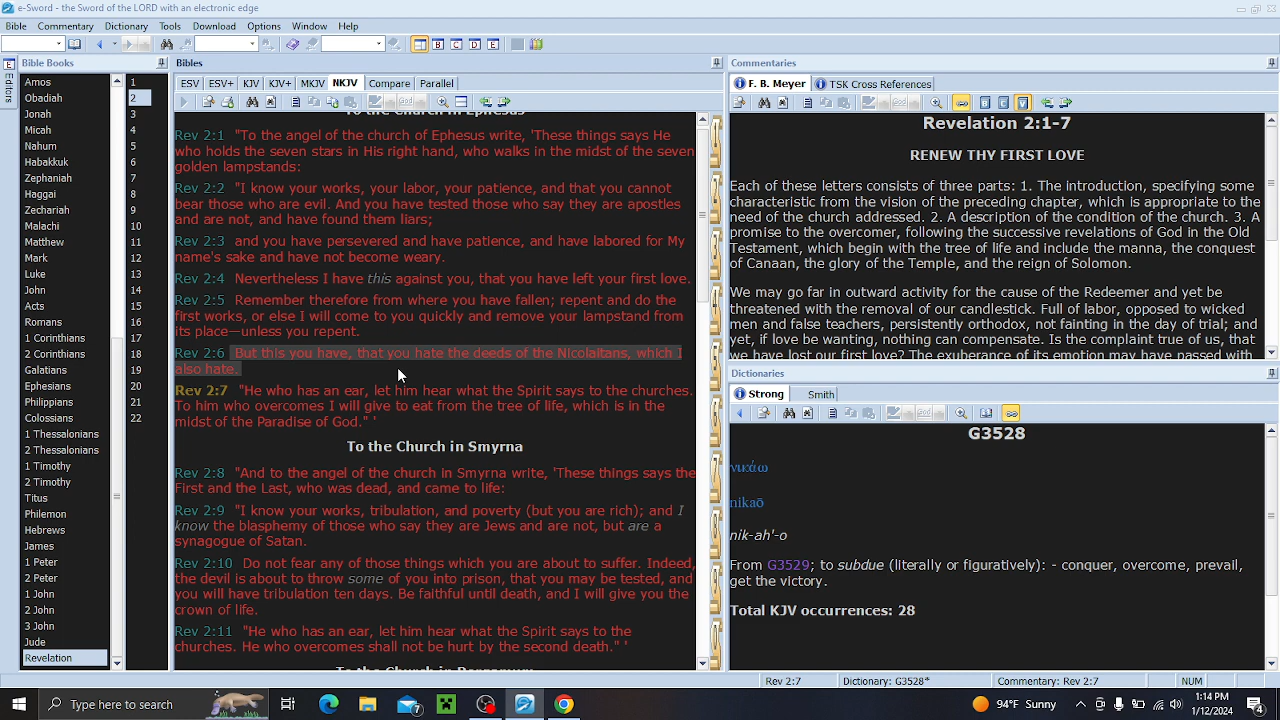 e-Sword - the Sword of the LORD with an electronic edge
Bible Commentary Dictionary Tools Download Options Window Help
B C D E
Editors
Bible Books
Amos
Obadiah
Jonah
Micah
Nahum
Habakkuk
Zephaniah
Haggai
Zechariah
Malachi
Matthew
Mark
Luke
John
Acts
Romans
1 Corinthians
2 Corinthians
Galatians
Ephesians
Philippians
Colossians
1 Thessalonians
2 Thessalonians
1 Timothy
2 Timothy
Titus
Philemon
Hebrews
James
1 Peter
2 Peter
1 John
2 John
3 John
Jude
Revelation
1
2
3
4
5
6
7
8
9
10
11
12
13
14
15
16
17
18
19
20
21
22
Bibles
ESV ESV+ KJV KJV+ MKJV NKJV Compare Parallel
God
To the Church in Ephesus
Rev 2:1 "To the angel of the church of Ephesus write, 'These things says He
who holds the seven stars in His right hand, who walks in the midst of the seven
golden lampstands:
Rev 2:2 "I know your works, your labor, your patience, and that you cannot
bear those who are evil. And you have tested those who say they are apostles
and are not, and have found them liars;
Rev 2:3 and you have persevered and have patience, and have labored for My
name's sake and have not become weary.
Rev 2:4 Nevertheless I have this against you, that you have left your first love.
Rev 2:5 Remember therefore from where you have fallen; repent and do the
first works, or else I will come to you quickly and remove your lampstand from
its place—unless you repent.
Rev 2:6 But this you have, that you hate the deeds of the Nicolaitans, which I
also hate.
Rev 2:7 "He who has an ear, let him hear what the Spirit says to the churches.
To him who overcomes I will give to eat from the tree of life, which is in the
midst of the Paradise of God." '
To the Church in Smyrna
Rev 2:8 "And to the angel of the church in Smyrna write, 'These things says the
First and the Last, who was dead, and came to life:
Rev 2:9 "I know your works, tribulation, and poverty (but you are rich); and I
know the blasphemy of those who say they are Jews and are not, but are a
synagogue of Satan.
Rev 2:10 Do not fear any of those things which you are about to suffer. Indeed,
the devil is about to throw some of you into prison, that you may be tested, and
you will have tribulation ten days. Be faithful until death, and I will give you the
crown of life.
Rev 2:11 "He who has an ear, let him hear what the Spirit says to the
churches. He who overcomes shall not be hurt by the second death." '
To the Church in Pergamum
Commentaries
F. B. Meyer TSK Cross References
God D C V
Revelation 2:1-7
RENEW THY FIRST LOVE
Each of these letters consists of three parts: 1. The introduction, specifying some
characteristic from the vision of the preceding chapter, which is appropriate to the
need of the church addressed. 2. A description of the condition of the church. 3. A
promise to the overcomer, following the successive revelations of God in the Old
Testament, which begin with the tree of life and include the manna, the conquest
of Canaan, the glory of the Temple, and the reign of Solomon.
We may go far in outward activity for the cause of the Redeemer and yet be
threatened with the removal of our candlestick. Full of labor, opposed to wicked
men and false teachers, persistently orthodox, not fainting in the day of trial; and
yet, if love be wanting, nothing can compensate. Is the complaint true of us, that
we have lost our first love? The exuberance of its emotion may have passed with
Dictionaries
Strong Smith
God
G3528
νικάω
nikaō
nik-ah'-o
From G3529; to subdue (literally or figuratively): - conquer, overcome, prevail,
get the victory.
Total KJV occurrences: 28
Rev 2:7 Dictionary: G3528* Commentary: Rev 2:7 NUM
Type here to search
7
34°F Sunny
1:14 PM
1/12/2024